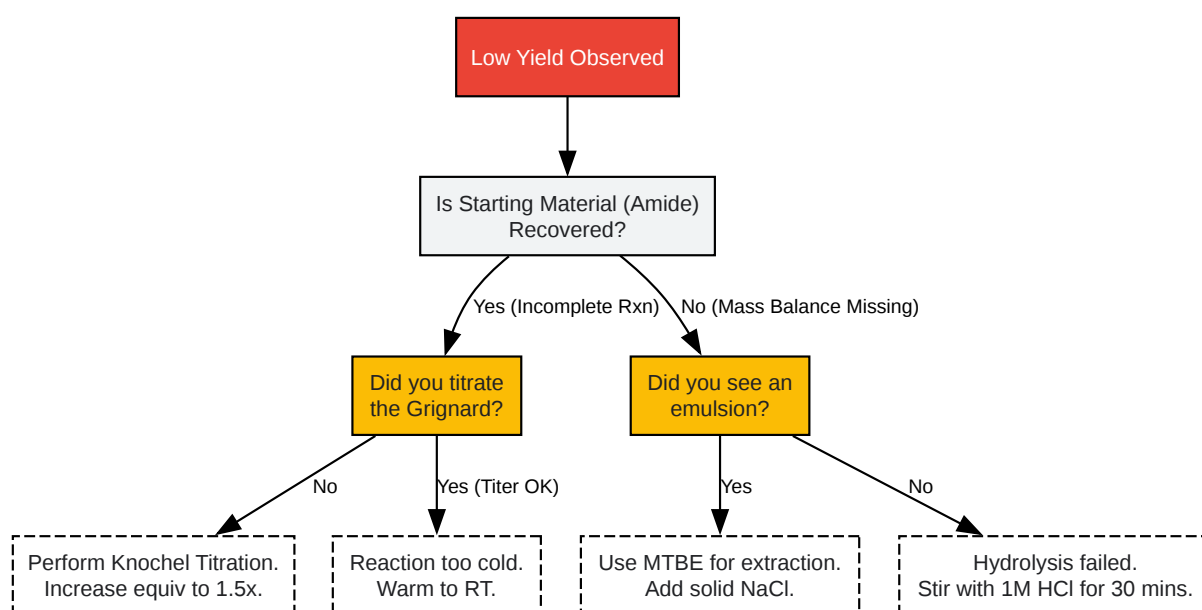 Low Yield Observed
Is Starting Material (Amide)
Recovered?
Yes (Incomplete Rxn)
No (Mass Balance Missing)
Did you titrate
the Grignard?
Did you see an
emulsion?
No
Yes (Titer OK)
Yes
No
Perform Knochel Titration.
Increase equiv to 1.5x.
Reaction too cold.
Warm to RT.
Use MTBE for extraction.
Add solid NaCl.
Hydrolysis failed.
Stir with 1M HCl for 30 mins.